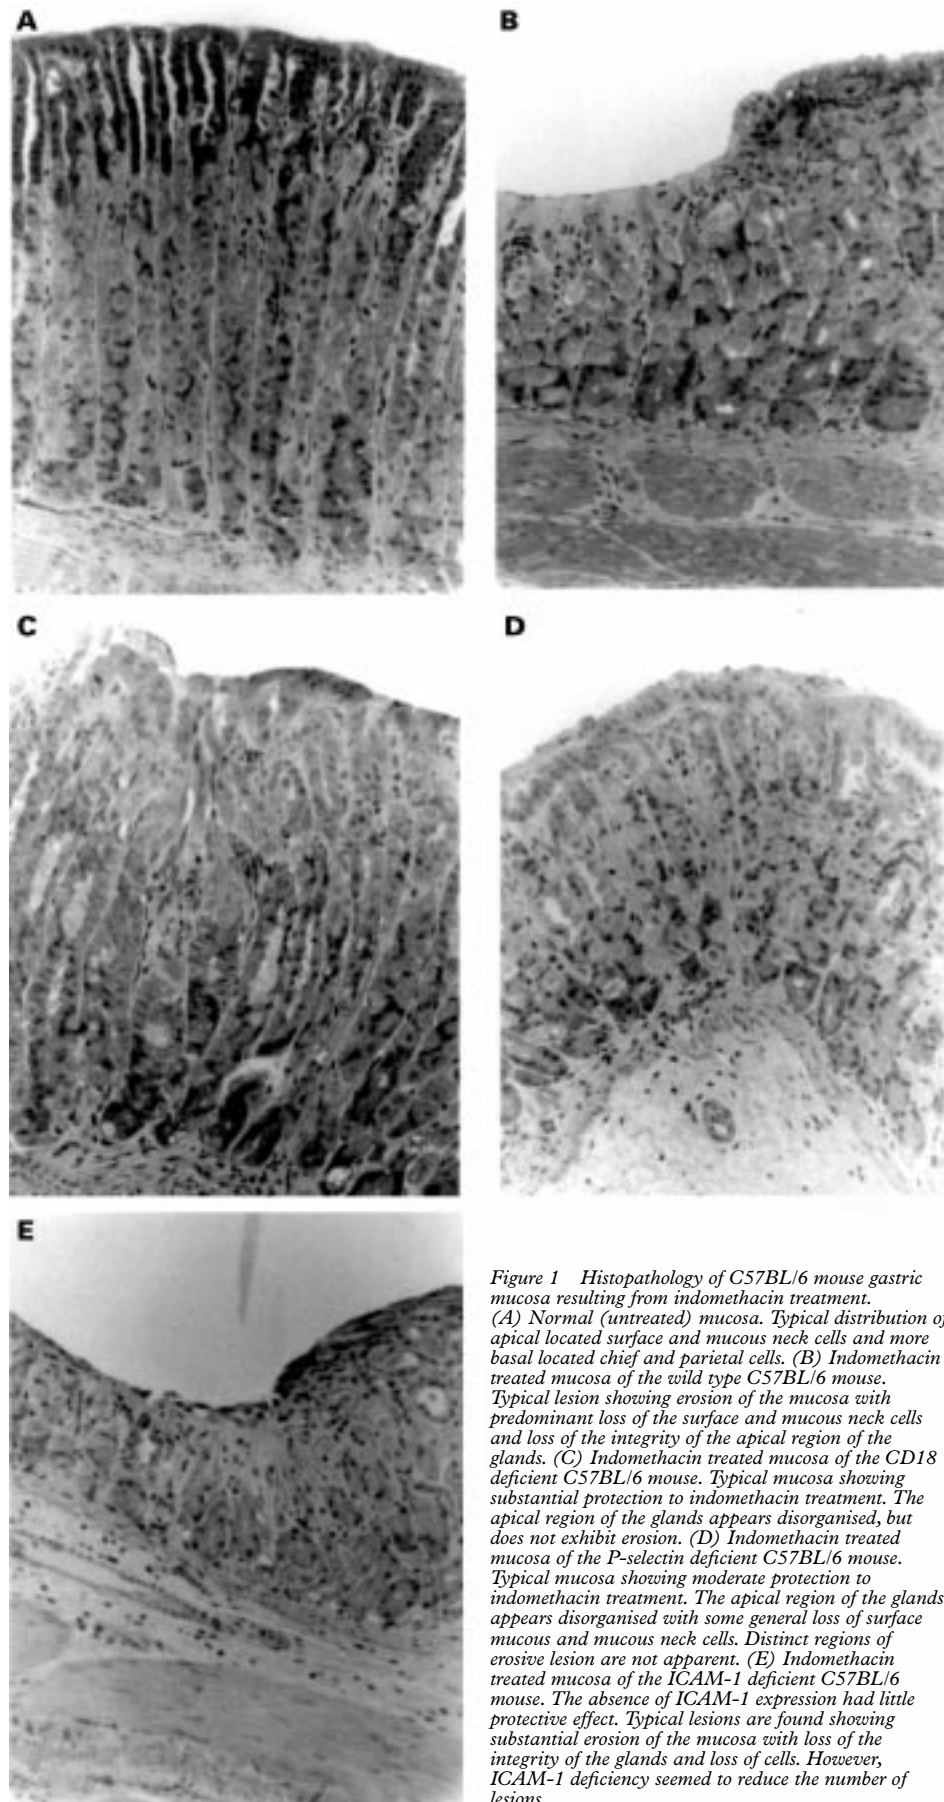 A
B
C
D
E
Figure 1 Histopathology of C57BL/6 mouse gastric
mucosa resulting from indomethacin treatment.
(A) Normal (untreated) mucosa. Typical distribution of
apical located surface and mucous neck cells and more
basal located chief and parietal cells. (B) Indomethacin
treated mucosa of the wild type C57BL/6 mouse.
Typical lesion showing erosion of the mucosa with
predominant loss of the surface and mucous neck cells
and loss of the integrity of the apical region of the
glands. (C) Indomethacin treated mucosa of the CD18
deficient C57BL/6 mouse. Typical mucosa showing
substantial protection to indomethacin treatment. The
apical region of the glands appears disorganised, but
does not exhibit erosion. (D) Indomethacin treated
mucosa of the P-selectin deficient C57BL/6 mouse.
Typical mucosa showing moderate protection to
indomethacin treatment. The apical region of the glands
appears disorganised with some general loss of surface
mucous and mucous neck cells. Distinct regions of
erosive lesion are not apparent. (E) Indomethacin
treated mucosa of the ICAM-1 deficient C57BL/6
mouse. The absence of ICAM-1 expression had little
protective effect. Typical lesions are found showing
substantial erosion of the mucosa with loss of the
integrity of the glands and loss of cells. However,
ICAM-1 deficiency seemed to reduce the number of
lesions.